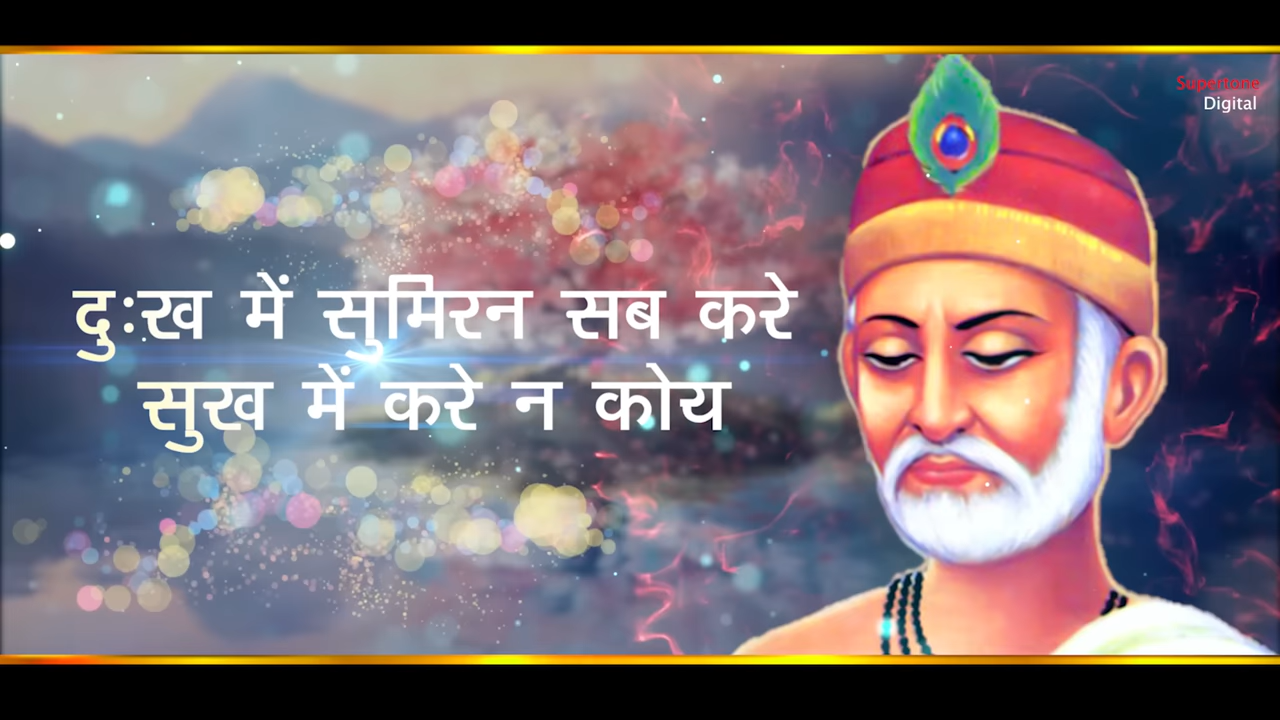 Supertone
Digital
दुःख में सुमिरन सब करे
सुख में करे न कोय